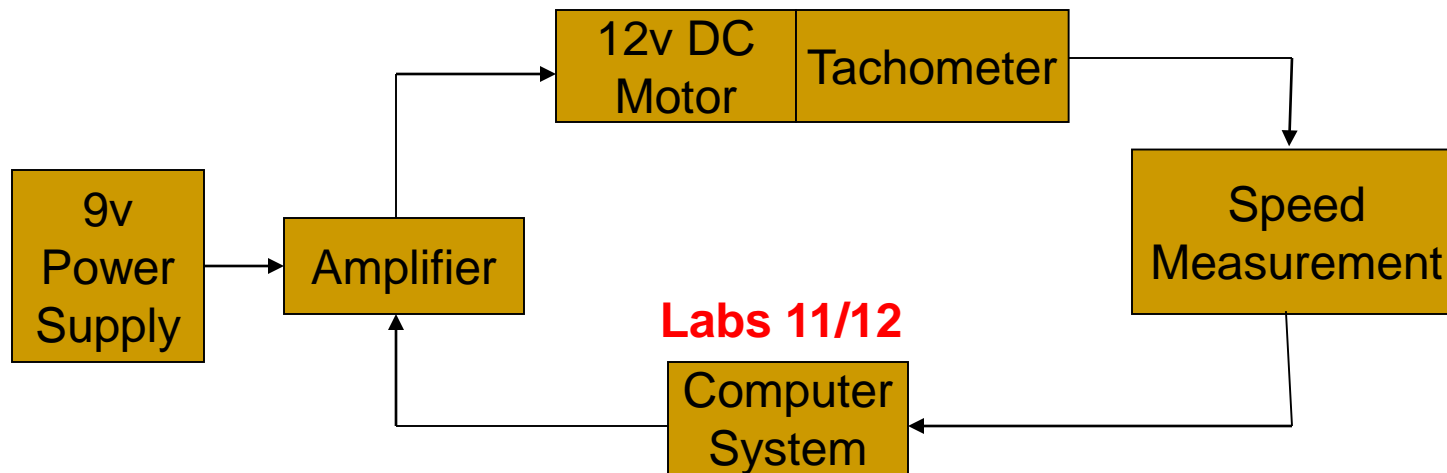 12v DC
Motor
Tachometer
9v
Power
Supply
Amplifier
Speed
Measurement
Labs 11/12
Computer
System